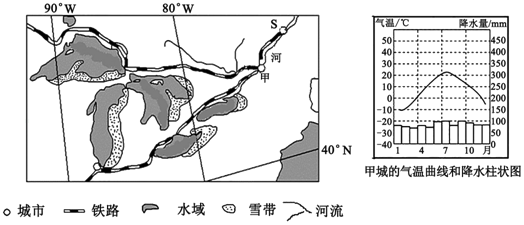 90°W
80°W
S
河
甲
40°N
城市 铁路 水域 雪带 河流
气温/℃ 降水量/mm
50 450
40 400
30 350
20 300
10 250
0 200
-10 150
-20 100
-30 50
-40 0
1 4 7 10 月
甲城的气温曲线和降水柱状图